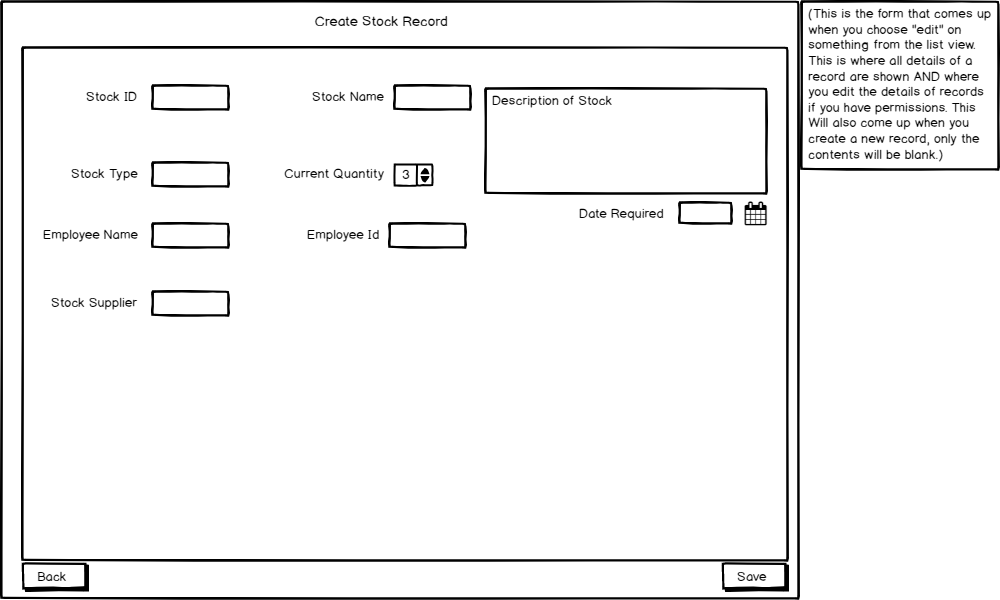 Create Stock Record
(This is the form that comes up
when you choose "edit" on
something from the list view.
This is where all details of a
record are shown AND where
you edit the details of records
if you have permissions. This
Will also come up when you
create a new record, only the
contents will be blank.)
Stock ID
Stock Name
Description of Stock
Stock Type
Current Quantity
3
Date Required
Employee Name
Employee Id
Stock Supplier
Back
Save